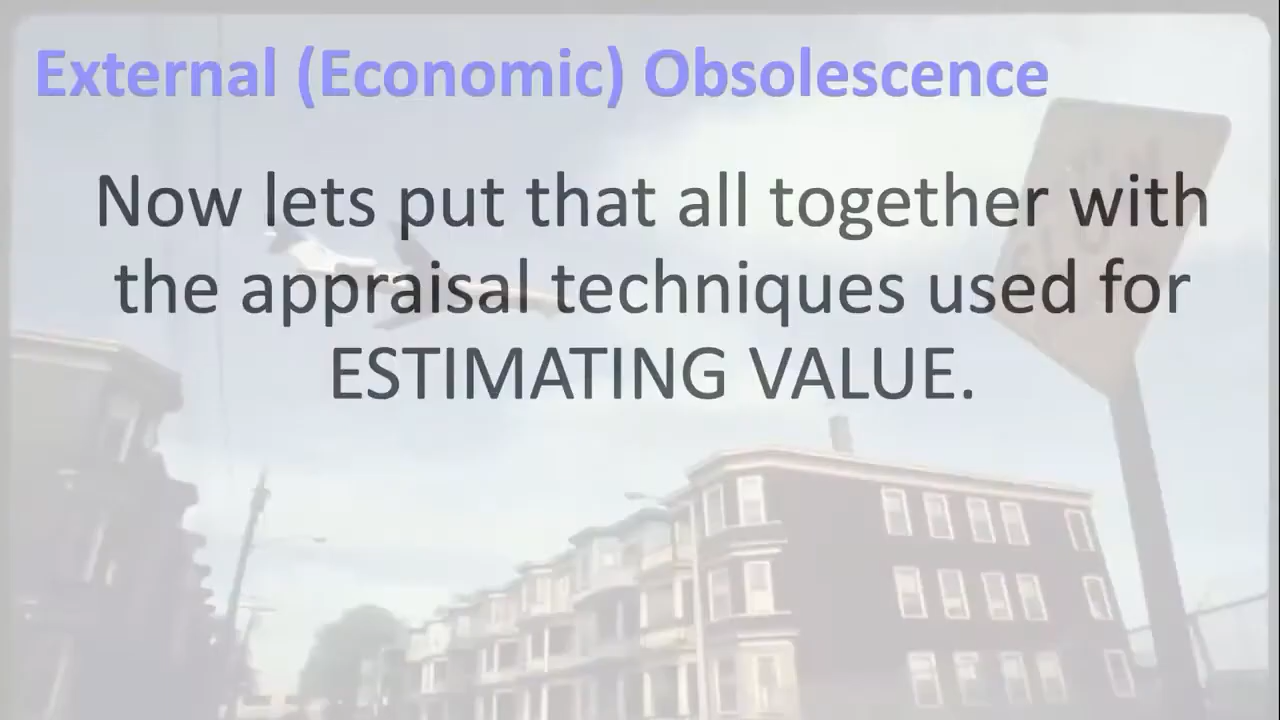 External (Economic) Obsolescence
Now lets put that all together with
the appraisal techniques used for
ESTIMATING VALUE.